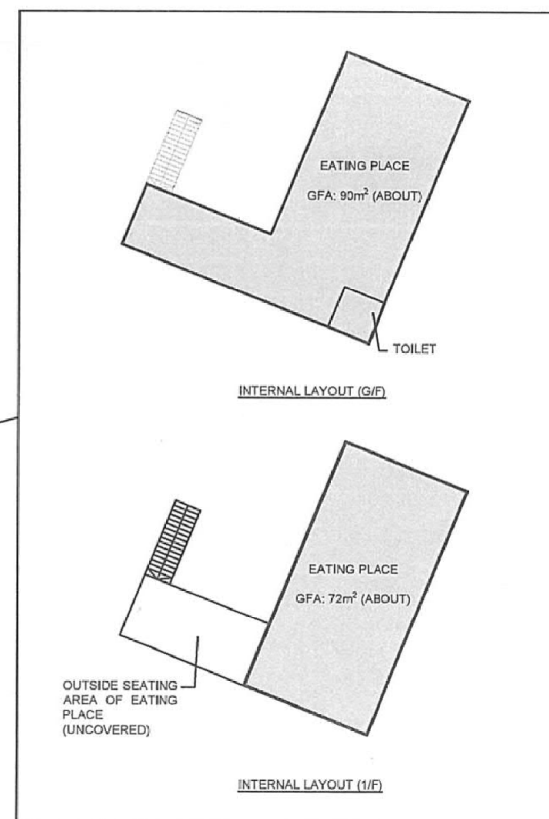 EATING PLACE
GFA: 90m² (ABOUT)
TOILET
INTERNAL LAYOUT (G/F)
EATING PLACE
GFA: 72m² (ABOUT)
OUTSIDE SEATING
AREA OF EATING
PLACE
(UNCOVERED)
INTERNAL LAYOUT (1/F)